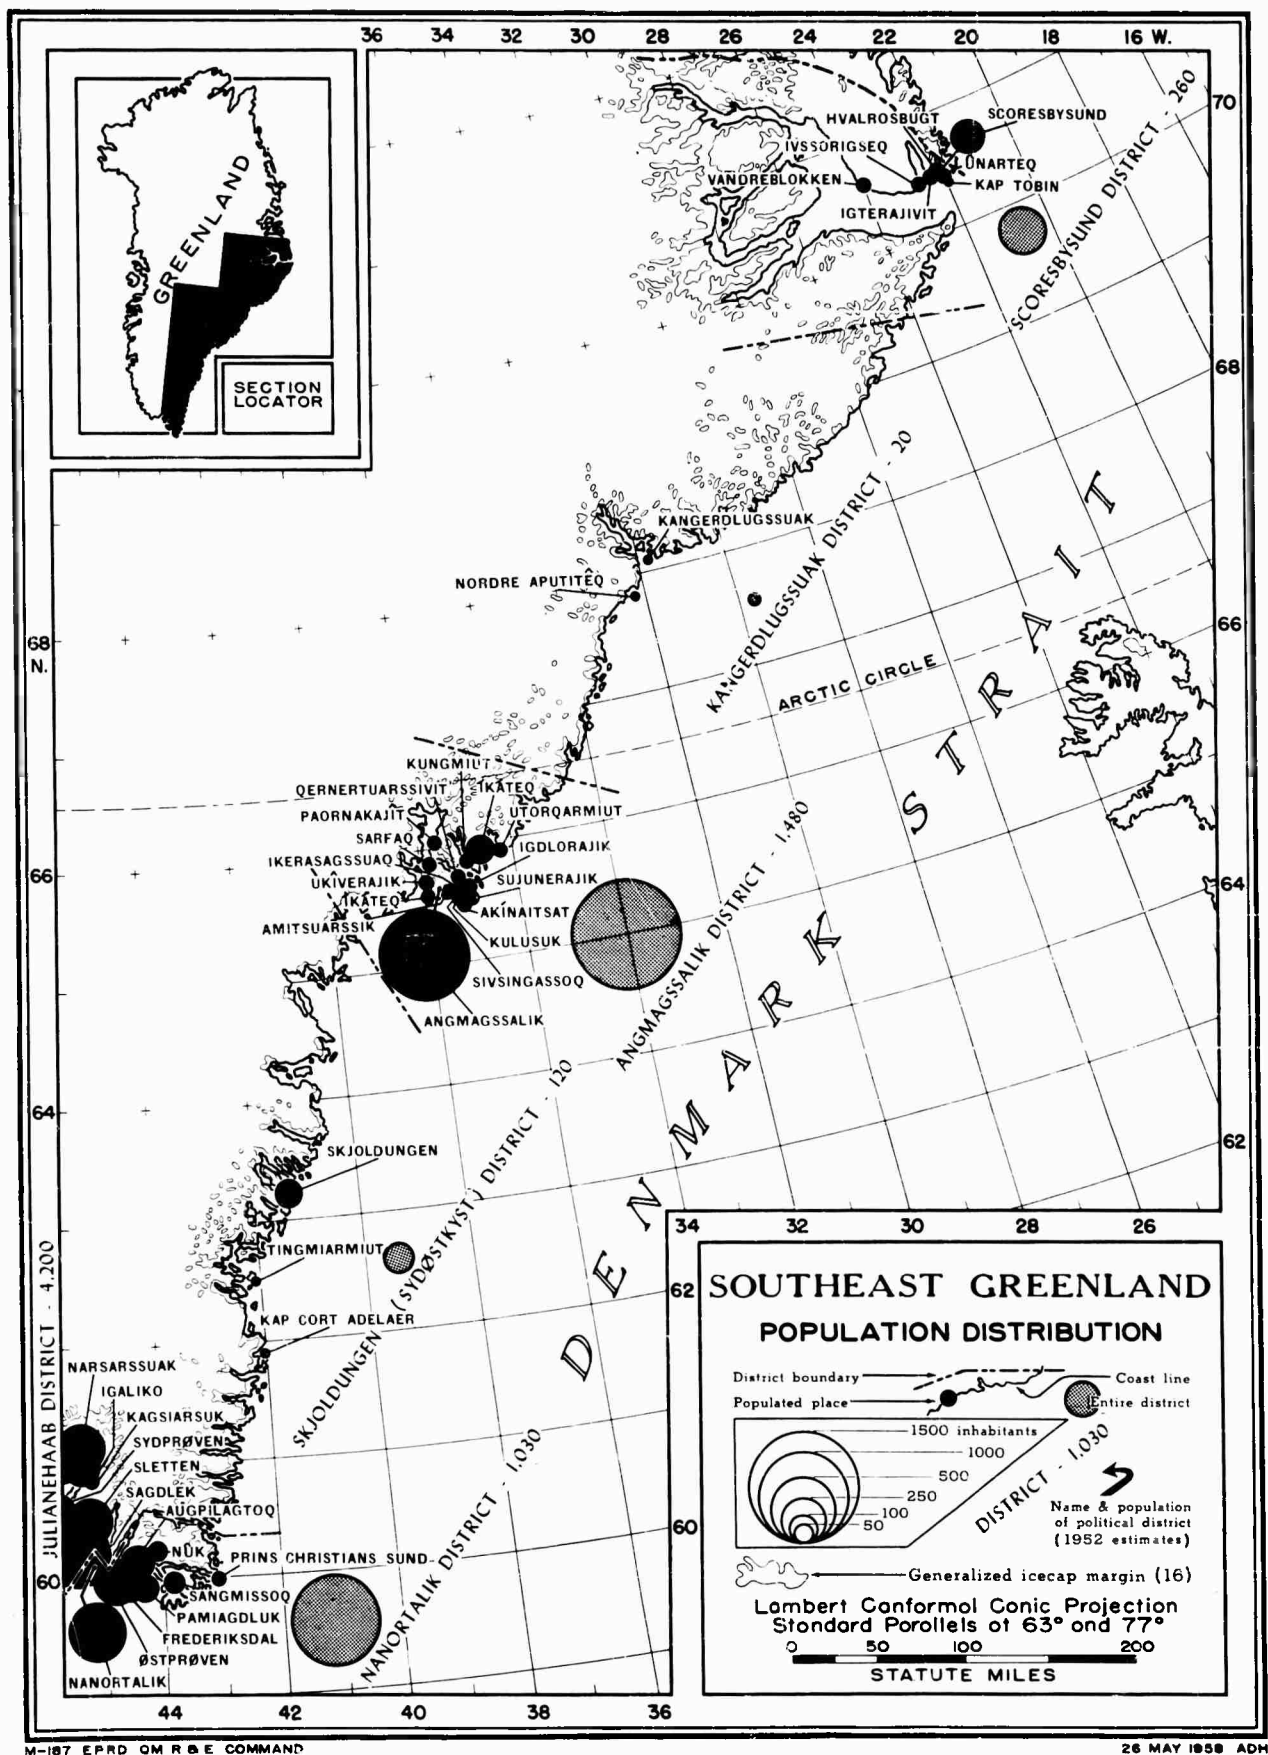 36 34 32 30 28 26 24 22 20 18 16 W.
GREENLAND
SECTION
LOCATOR
70
68
66
64
62
HVALROSBUGT
SCORESBYSUND
IVSSORIGSEQ
UNARTEQ
VANDREBLOKKEN
KAP TOBIN
IGTERAJIVIT
SCORESBYSUND DISTRICT - 260
KANGERDLUGSSUAK
NORDRE APUTITÊQ
KANGERDLUGSSUAK DISTRICT - 20
68
N.
66
64
ARCTIC CIRCLE
DENMARK STRAIT
KUNGMIUT
QERNERTUARSSIVIT
IKATEQ
PAORNAKAJÎT
UTORQARMIUT
SARFAQ
IGDLORAJIK
IKERASAGSSUAQ
UKIVERAJIK
SUJUNERAJIK
IKATEQ
AKINAITSAT
AMITSUARSSIK
KULUSUK
SIVSINGASSOQ
ANGMAGSSALIK
ANGMAGSSALIK DISTRICT - 1.480
SKJOLDUNGEN
TINGMIARMIUT
KAP CORT ADELAER
SKJOLDUNGEN (SYDØSTKYST) DISTRICT - 120
JULIANEHAAB DISTRICT - 4.200
NARSARSSUAK
IGALIKO
KAGSIARSUK
SYDPRØVEN
SLETTEN
SAGDLEK
AUGPILAGTOQ
NÛK
PRINS CHRISTIANS SUND
60
SANGMISSOQ
PAMIAGDLUK
FREDERIKSDAL
ØSTPRØVEN
NANORTALIK
NANORTALIK DISTRICT - 1.030
44 42 40 38 36
34 32 30 28 26
62
60
SOUTHEAST GREENLAND
POPULATION DISTRIBUTION
District boundary
Coast line
Populated place
Entire district
1500 inhabitants
1000
500
250
100
50
DISTRICT - 1.030
Name & population
of political district
(1952 estimates)
Generalized icecap margin (16)
Lambert Conformol Conic Projection
Standard Porollels ot 63° ond 77°
0 50 100 200
STATUTE MILES
M-187 EPRD QM R & E COMMAND
26 MAY 1959 ADH